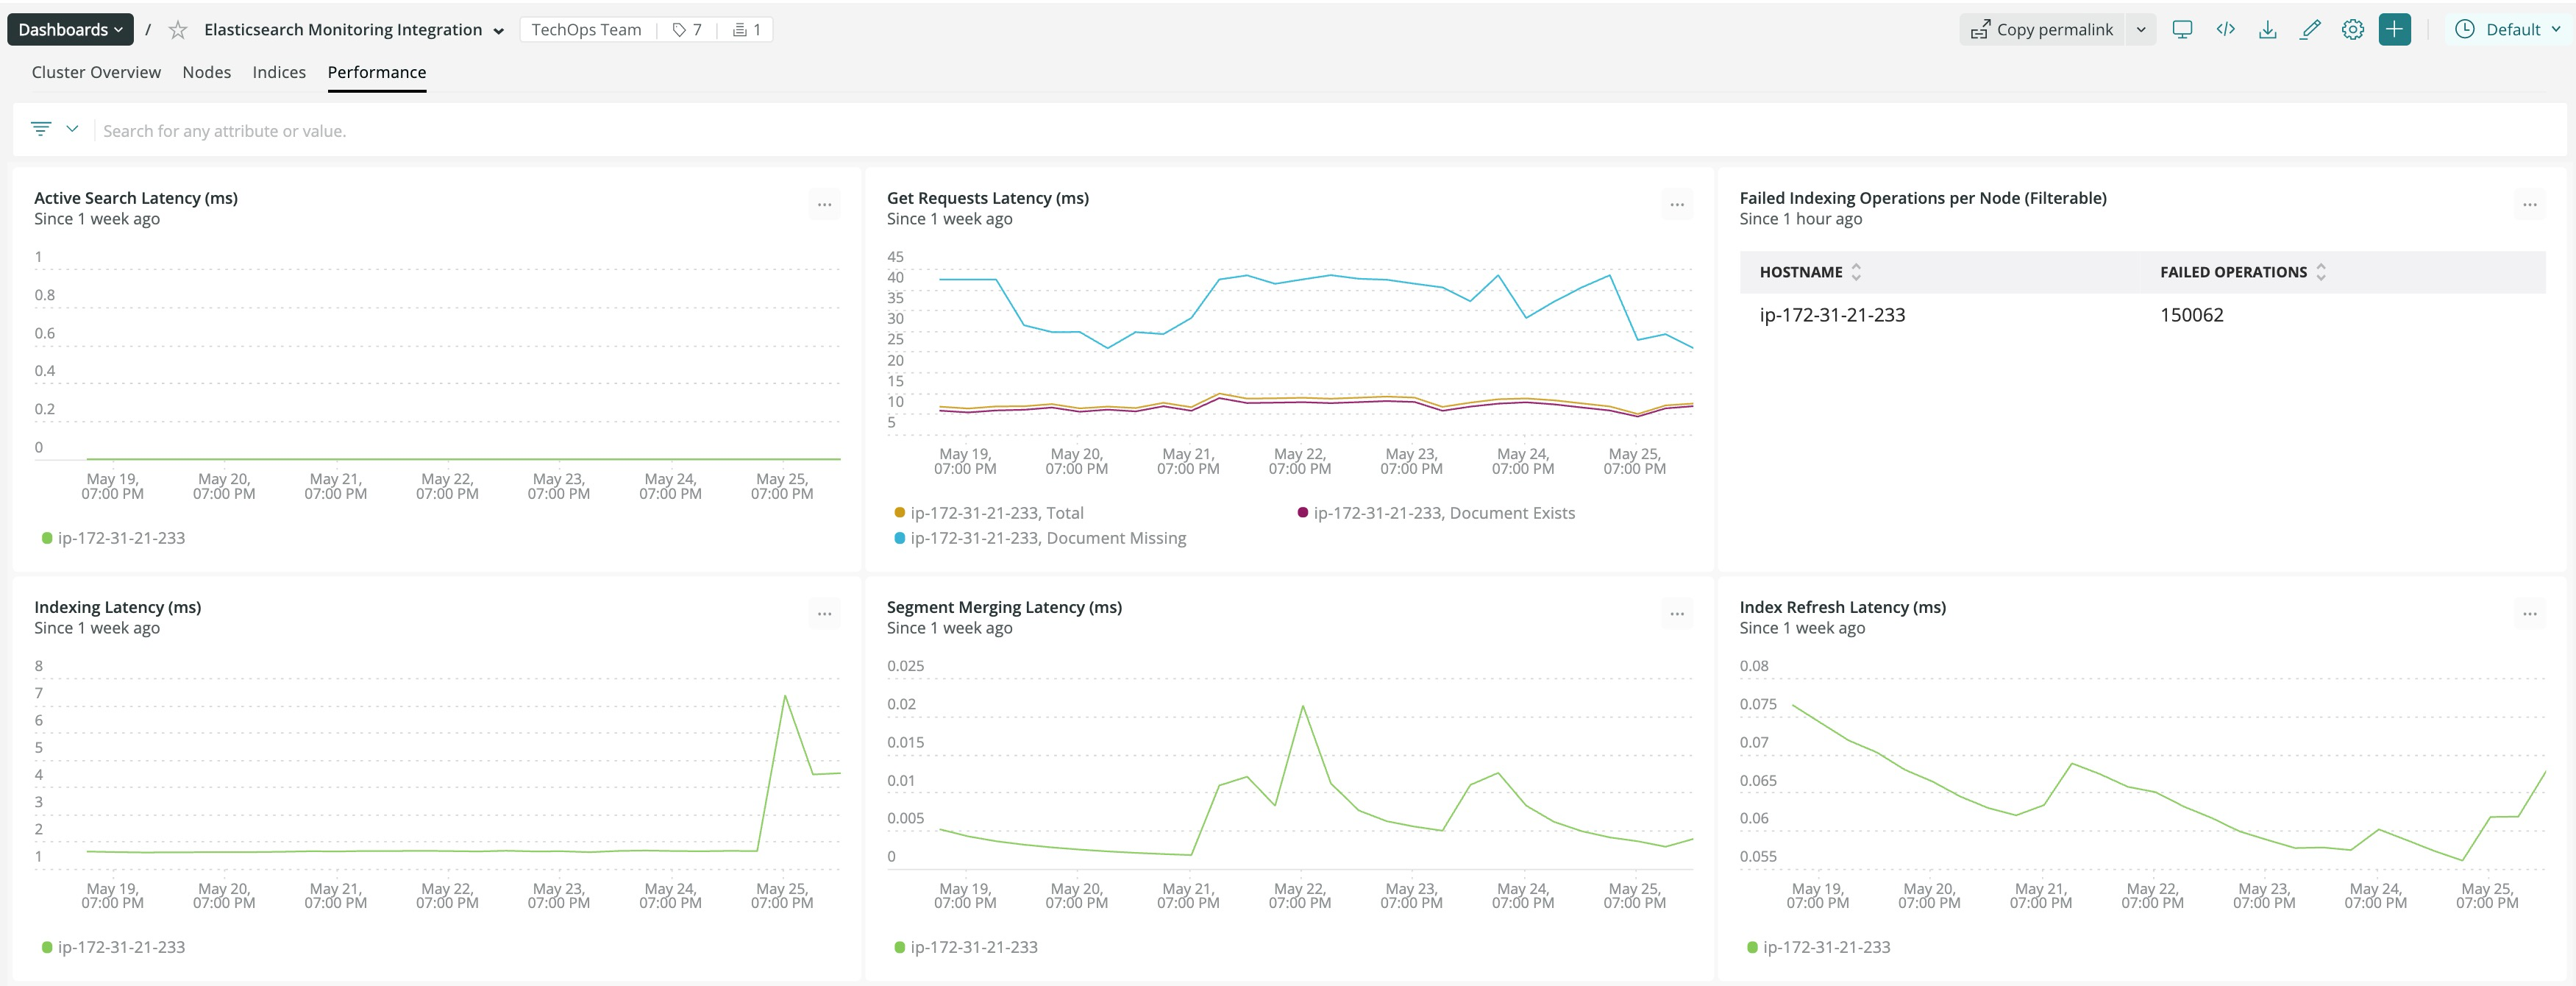 Dashboards / Elasticsearch Monitoring Integration TechOps Team 7 1 Copy permalink Default
Cluster Overview Nodes Indices Performance
Search for any attribute or value.
Active Search Latency (ms)
Since 1 week ago
1
0.8
0.6
0.4
0.2
0
May 19, May 20, May 21, May 22, May 23, May 24, May 25,
07:00 PM 07:00 PM 07:00 PM 07:00 PM 07:00 PM 07:00 PM 07:00 PM
ip-172-31-21-233
Get Requests Latency (ms)
Since 1 week ago
45
40
35
30
25
20
15
10
5
May 19, May 20, May 21, May 22, May 23, May 24, May 25,
07:00 PM 07:00 PM 07:00 PM 07:00 PM 07:00 PM 07:00 PM 07:00 PM
ip-172-31-21-233, Total ip-172-31-21-233, Document Exists
ip-172-31-21-233, Document Missing
Failed Indexing Operations per Node (Filterable)
Since 1 hour ago
HOSTNAME FAILED OPERATIONS
ip-172-31-21-233 150062
Indexing Latency (ms)
Since 1 week ago
8
7
6
5
4
3
2
1
May 19, May 20, May 21, May 22, May 23, May 24, May 25,
07:00 PM 07:00 PM 07:00 PM 07:00 PM 07:00 PM 07:00 PM 07:00 PM
ip-172-31-21-233
Segment Merging Latency (ms)
Since 1 week ago
0.025
0.02
0.015
0.01
0.005
0
May 19, May 20, May 21, May 22, May 23, May 24, May 25,
07:00 PM 07:00 PM 07:00 PM 07:00 PM 07:00 PM 07:00 PM 07:00 PM
ip-172-31-21-233
Index Refresh Latency (ms)
Since 1 week ago
0.08
0.075
0.07
0.065
0.06
0.055
May 19, May 20, May 21, May 22, May 23, May 24, May 25,
07:00 PM 07:00 PM 07:00 PM 07:00 PM 07:00 PM 07:00 PM 07:00 PM
ip-172-31-21-233